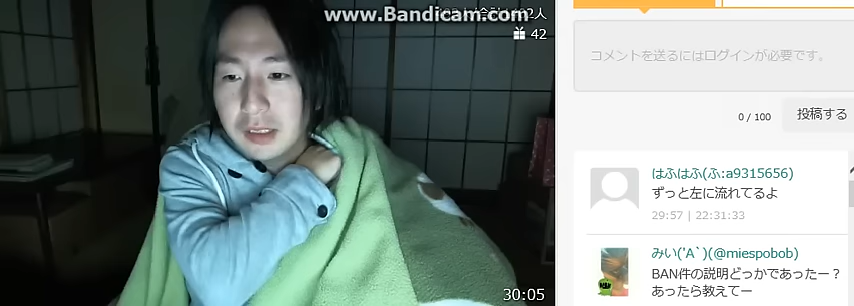 www.Bandicam.com
人
42
30:05
コメントを送るにはログインが必要です。
0 / 100
投稿する
はふはふ(ふ:a9315656)
ずっと左に流れてるよ
29:57 | 22:31:33
みい('A`)(@miespobob)
BAN件の説明どっかであったー？
あったら教えてー